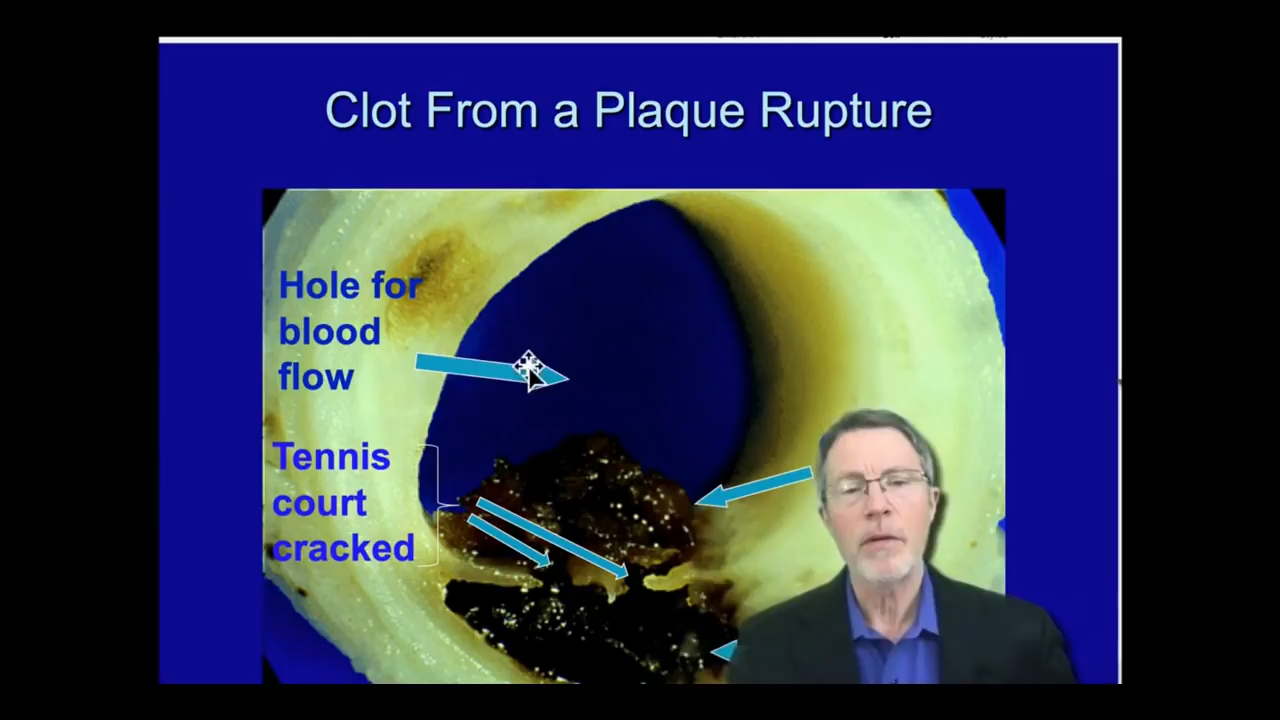 Clot From a Plaque Rupture
Hole for
blood
flow
Tennis
court
cracked